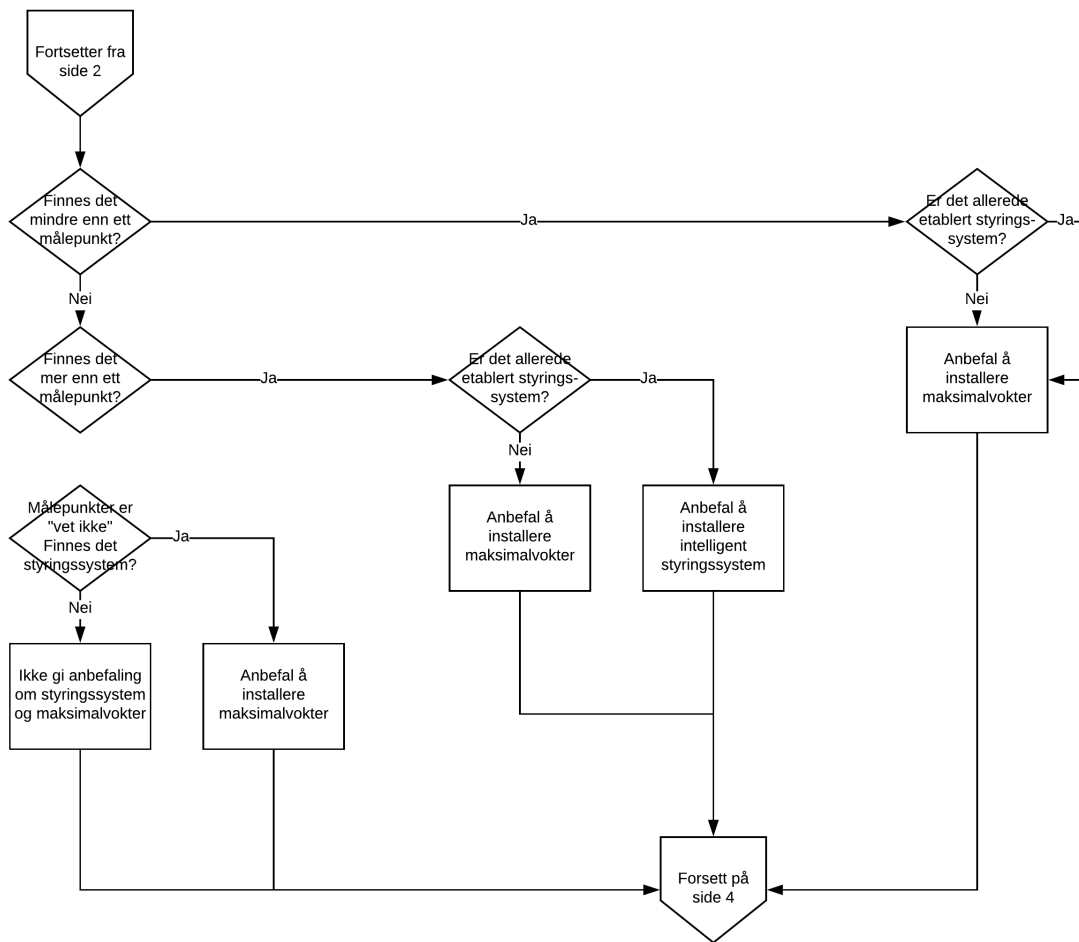 Fortsetter fra
side 2
Finnes det
mindre enn ett
målepunkt?
Ja
Er det allerede
etablert styrings-
system?
Ja
Nei
Nei
Finnes det
mer enn ett
målepunkt?
Ja
Er det allerede
etablert styrings-
system?
Ja
Anbefal å
installere
maksimalvokter
Nei
Målepunkter er
"vet ikke"
Finnes det
styringssystem?
Ja
Anbefal å
installere
maksimalvokter
Anbefal å
installere
intelligent
styringssystem
Nei
Ikke gi anbefaling
om styringssystem
og maksimalvokter
Anbefal å
installere
maksimalvokter
Forsett på
side 4